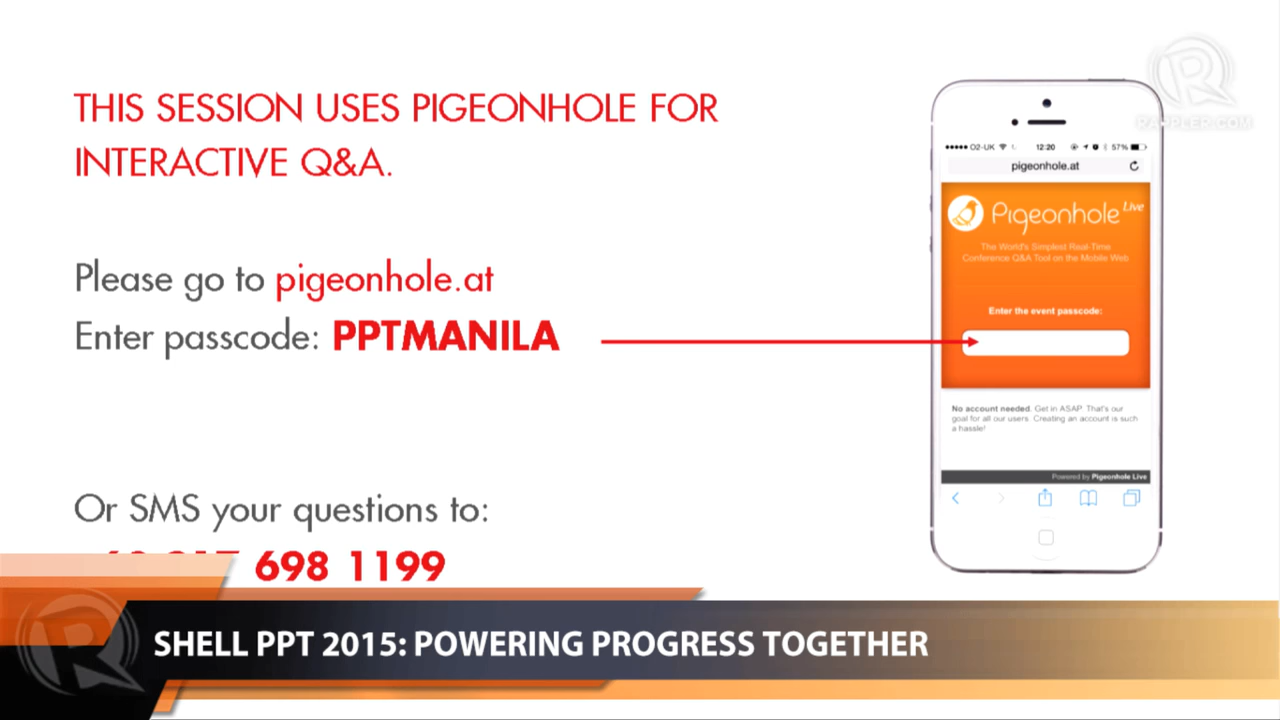 THIS SESSION USES PIGEONHOLE FOR
INTERACTIVE Q&A.
Please go to pigeonhole.at
Enter passcode: PPTMANILA
Or SMS your questions to:
698 1199
RAPPLER.COM
O2-UK 12:20 57%
pigeonhole.at
Pigeonhole Live
The World's Simplest Real-Time
Conference Q&A Tool on the Mobile Web
Enter the event passcode:
No account needed. Get in ASAP. That's our
goal for all our users. Creating an account is such
a hassle!
Powered by Pigeonhole Live
SHELL PPT 2015: POWERING PROGRESS TOGETHER